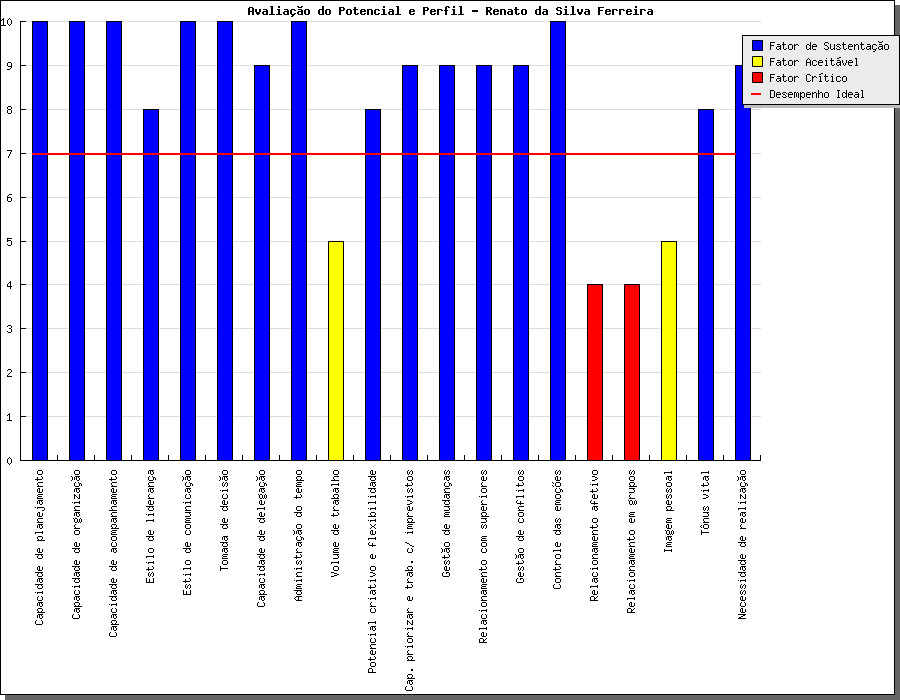 Avaliação do Potencial e Perfil - Renato da Silva Ferreira
Fator de Sustentação
Fator Aceitável
Fator Crítico
Desempenho Ideal
10
9
8
7
6
5
4
3
2
1
0
Capacidade de planejamento
Capacidade de organização
Capacidade de acompanhamento
Estilo de liderança
Estilo de comunicação
Tomada de decisão
Capacidade de delegação
Administração do tempo
Volume de trabalho
Potencial criativo e flexibilidade
Cap. priorizar e trab. c/ imprevistos
Gestão de mudanças
Relacionamento com superiores
Gestão de conflitos
Controle das emoções
Relacionamento afetivo
Relacionamento em grupos
Imagem pessoal
Tônus vital
Necessidade de realização